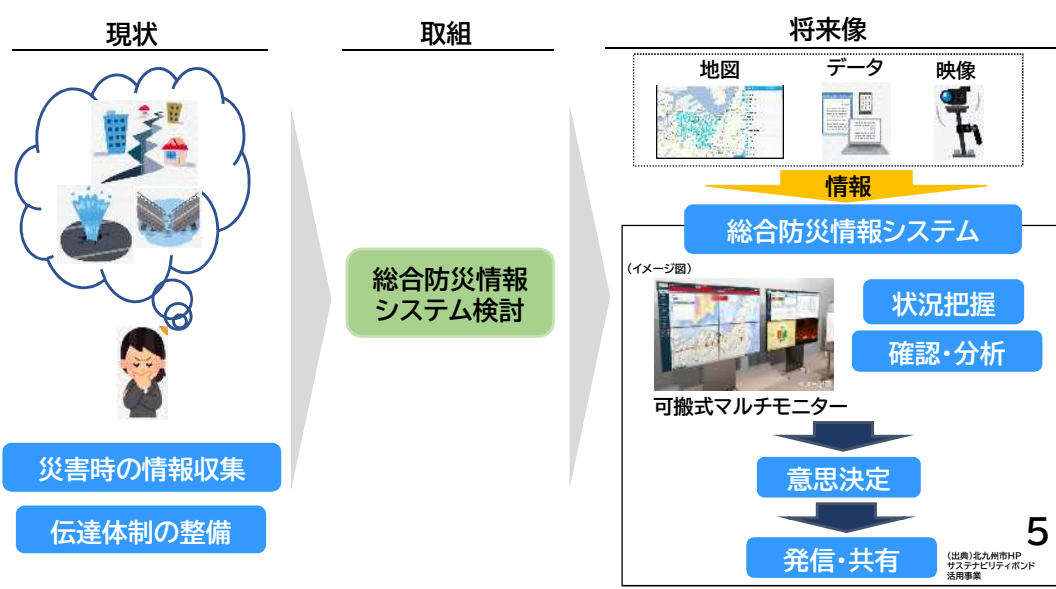 現状
取組
将来像
地図
データ
映像
情報
総合防災情報システム
(イメージ図)
状況把握
確認・分析
イメージ図
可搬式マルチモニター
総合防災情報
システム検討
災害時の情報収集
伝達体制の整備
意思決定
発信・共有
5
(出典)北九州市HP
サステナビリティボンド
活用事業